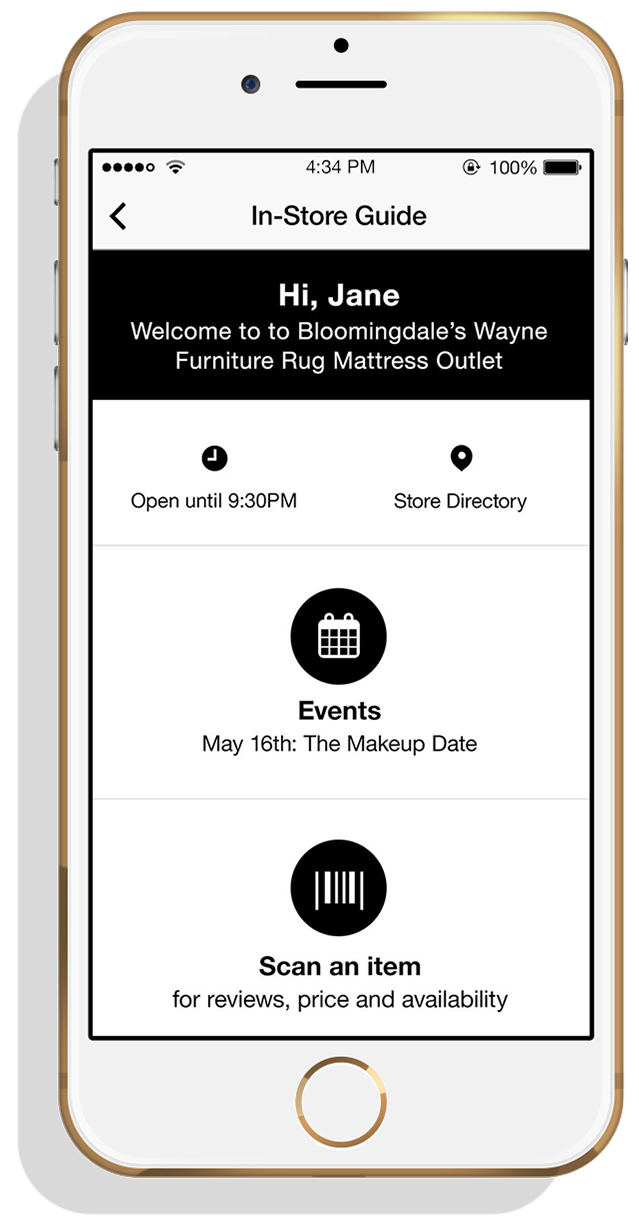 4:34 PM 100%
In-Store Guide
Hi, Jane
Welcome to to Bloomingdale's Wayne
Furniture Rug Mattress Outlet
Open until 9:30PM Store Directory
Events
May 16th: The Makeup Date
Scan an item
for reviews, price and availability